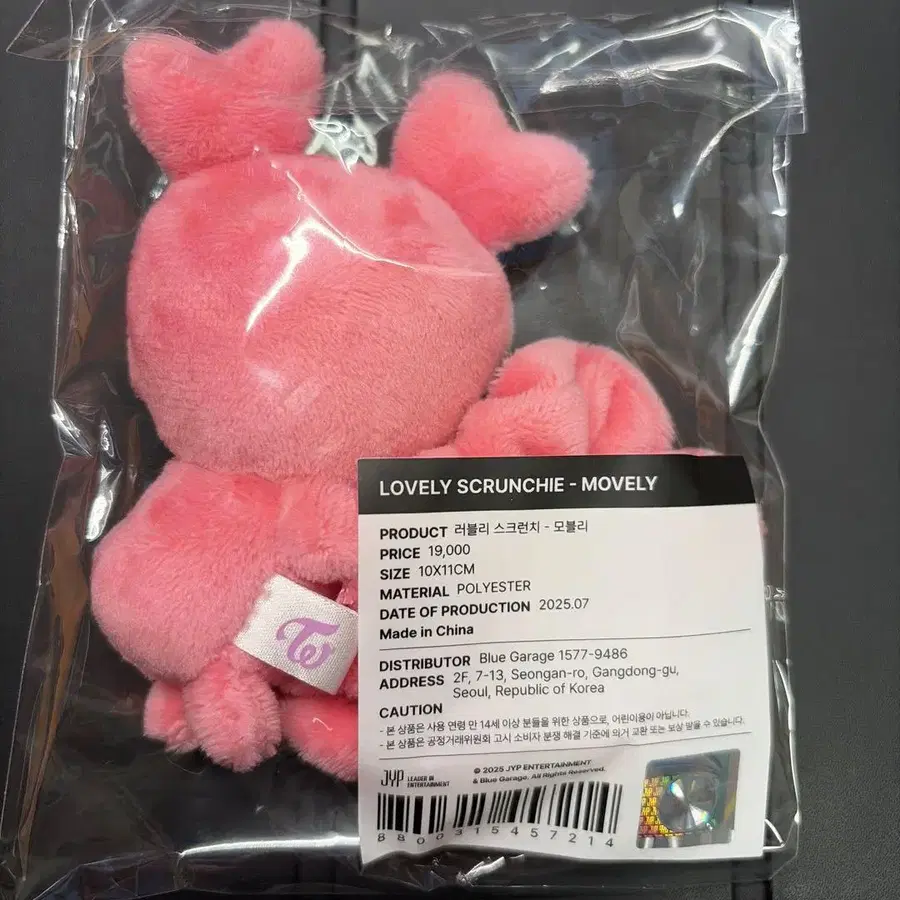 LOVELY SCRUNCHIE - MOVELY
PRODUCT 러블리 스크런치 - 모블리
PRICE 19,000
SIZE 10X11CM
MATERIAL POLYESTER
DATE OF PRODUCTION 2025.07
Made in China
DISTRIBUTOR Blue Garage 1577-9486
ADDRESS 2F, 7-13, Seongan-ro, Gangdong-gu,
Seoul, Republic of Korea
CAUTION
- 본 상품은 사용 연령 만 14세 이상 분들을 위한 상품으로, 어린이용이 아닙니다.
- 본 상품은 공정거래위원회 고시 소비자 분쟁 해결 기준에 의거 교환 또는 보상 받을 수 있습니다.
JYP LEADER IN
ENTERTAINMENT
© 2025 JYP ENTERTAINMENT
& Blue Garage. All Rights Reserved.
8800315457214